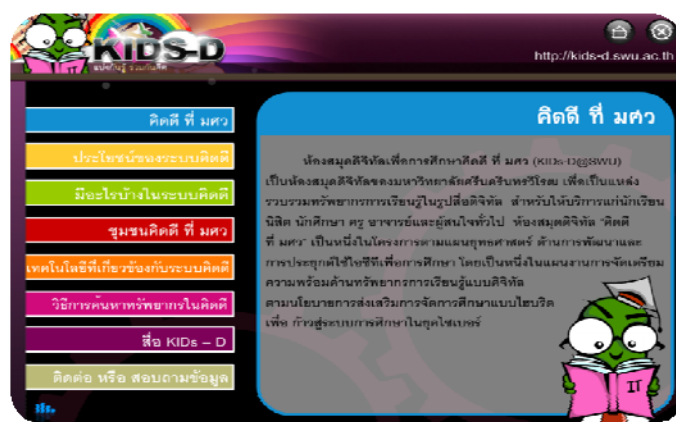 KIDS-D
แบ่งปันรู้ รวมกันคิด
http://kids-d.swu.ac.th
คิดดี ที่ มศว
ประโยชน์ของระบบคิดดี
มีอะไรบ้างในระบบคิดดี
ชุมชนคิดดี ที่ มศว
เทคโนโลยีที่เกี่ยวข้องกับระบบคิดดี
วิธีการค้นหาทรัพยากรในคิดดี
สื่อ KIDs – D
ติดต่อ หรือ สอบถามข้อมูล
คิดดี ที่ มศว
ห้องสมุดดิจิทัลเพื่อการศึกษาคิดดี ที่ มศว (KIDs-D@SWU)
เป็นห้องสมุดดิจิทัลของมหาวิทยาลัยศรีนครินทรวิโรฒ เพื่อเป็นแหล่ง
รวบรวมทรัพยากรการเรียนรู้ในรูปสื่อดิจิทัล สำหรับให้บริการแก่นักเรียน
นิสิต นักศึกษา ครู อาจารย์และผู้สนใจทั่วไป ห้องสมุดดิจิทัล "คิดดี
ที่ มศว" เป็นหนึ่งในโครงการตามแผนยุทธศาสตร์ ด้านการพัฒนาและ
การประยุกต์ใช้ไอซีทีเพื่อการศึกษา โดยเป็นหนึ่งในแผนงานการจัดเตรียม
ความพร้อมด้านทรัพยากรการเรียนรู้แบบดิจิทัล
ตามนโยบายการส่งเสริมการจัดการศึกษาแบบไฮบริด
เพื่อ ก้าวสู่ระบบการศึกษาในยุคไซเบอร์
IT